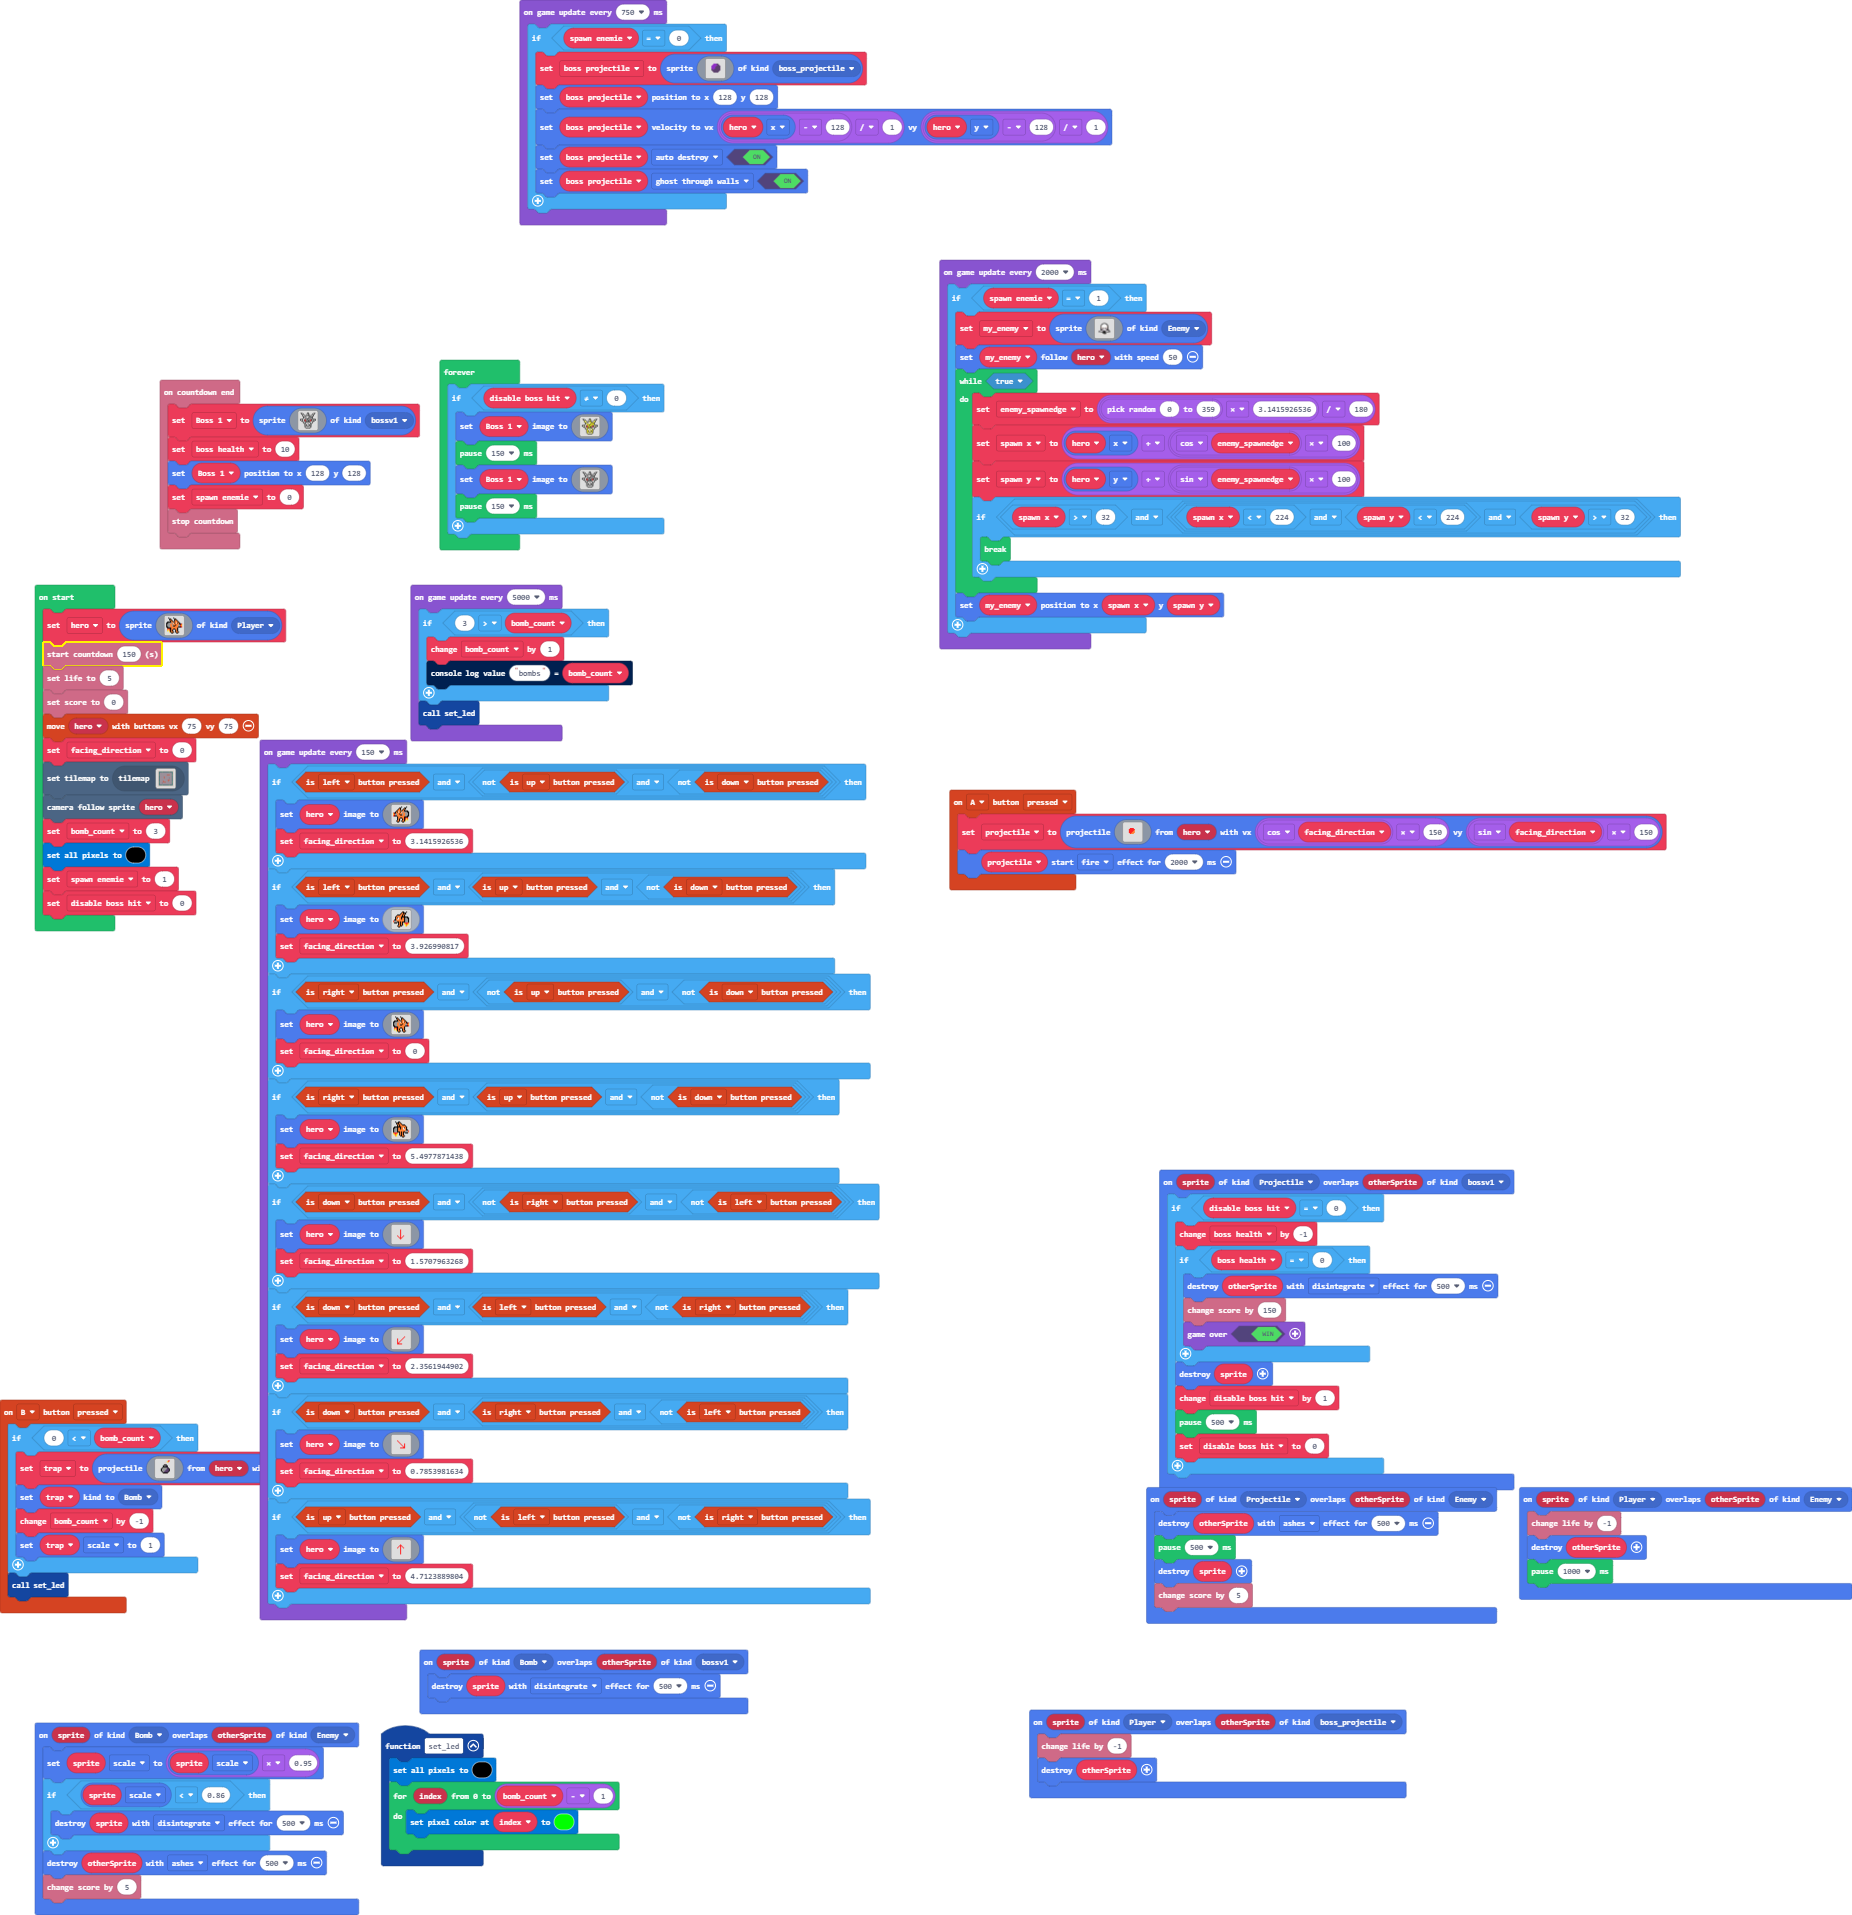 on game update every 750 ms
if spawn enemie = 0 then
set boss projectile to sprite of kind boss_projectile
set boss projectile position to x 128 y 128
set boss projectile velocity to vx hero x - 128 / 1 vy hero y - 128 / 1
set boss projectile auto destroy ON
set boss projectile ghost through walls ON
on game update every 2000 ms
if spawn enemie = 1 then
set my_enemy to sprite of kind Enemy
set my_enemy follow hero with speed 50
while true
do
set enemy_spawnedge to pick random 0 to 359 × 3.1415926536 / 180
set spawn x to hero x + cos enemy_spawnedge × 100
set spawn y to hero y + sin enemy_spawnedge × 100
if spawn x > 32 and spawn x < 224 and spawn y < 224 and spawn y > 32 then
break
set my_enemy position to x spawn x y spawn y
on countdown end
set Boss 1 to sprite of kind bossv1
set boss health to 10
set Boss 1 position to x 128 y 128
set spawn enemie to 0
stop countdown
forever
if disable boss hit ≠ 0 then
set Boss 1 image to
pause 150 ms
set Boss 1 image to
pause 150 ms
on start
set hero to sprite of kind Player
start countdown 150 (s)
set life to 5
set score to 0
move hero with buttons vx 75 vy 75
set facing_direction to 0
set tilemap to tilemap
camera follow sprite hero
set bomb_count to 3
set all pixels to
set spawn enemie to 1
set disable boss hit to 0
on game update every 5000 ms
if 3 > bomb_count then
change bomb_count by 1
console log value "bombs" = bomb_count
call set_led
on game update every 150 ms
if is left button pressed and not is up button pressed and not is down button pressed then
set hero image to
set facing_direction to 3.1415926536
if is left button pressed and is up button pressed and not is down button pressed then
set hero image to
set facing_direction to 3.926990817
if is right button pressed and not is up button pressed and not is down button pressed then
set hero image to
set facing_direction to 0
if is right button pressed and is up button pressed and not is down button pressed then
set hero image to
set facing_direction to 5.4977871438
if is down button pressed and not is right button pressed and not is left button pressed then
set hero image to
set facing_direction to 1.5707963268
if is down button pressed and is left button pressed and not is right button pressed then
set hero image to
set facing_direction to 2.3561944902
if is down button pressed and is right button pressed and not is left button pressed then
set hero image to
set facing_direction to 0.7853981634
if is up button pressed and not is left button pressed and not is right button pressed then
set hero image to
set facing_direction to 4.7123889804
on A button pressed
set projectile to projectile from hero with vx cos facing_direction × 150 vy sin facing_direction × 150
projectile start fire effect for 2000 ms
on sprite of kind Projectile overlaps otherSprite of kind bossv1
if disable boss hit = 0 then
change boss health by -1
if boss health = 0 then
destroy otherSprite with disintegrate effect for 500 ms
change score by 150
game over WIN
destroy sprite
change disable boss hit by 1
pause 500 ms
set disable boss hit to 0
on B button pressed
if 0 < bomb_count then
set trap to projectile from hero wi
set trap kind to Bomb
change bomb_count by -1
set trap scale to 1
call set_led
on sprite of kind Projectile overlaps otherSprite of kind Enemy
destroy otherSprite with ashes effect for 500 ms
pause 500 ms
destroy sprite
change score by 5
on sprite of kind Player overlaps otherSprite of kind Enemy
change life by -1
destroy otherSprite
pause 1000 ms
on sprite of kind Bomb overlaps otherSprite of kind bossv1
destroy sprite with disintegrate effect for 500 ms
on sprite of kind Bomb overlaps otherSprite of kind Enemy
set sprite scale to sprite scale × 0.95
if sprite scale < 0.86 then
destroy sprite with disintegrate effect for 500 ms
destroy otherSprite with ashes effect for 500 ms
change score by 5
function set_led
set all pixels to
for index from 0 to bomb_count - 1
do set pixel color at index to
on sprite of kind Player overlaps otherSprite of kind boss_projectile
change life by -1
destroy otherSprite